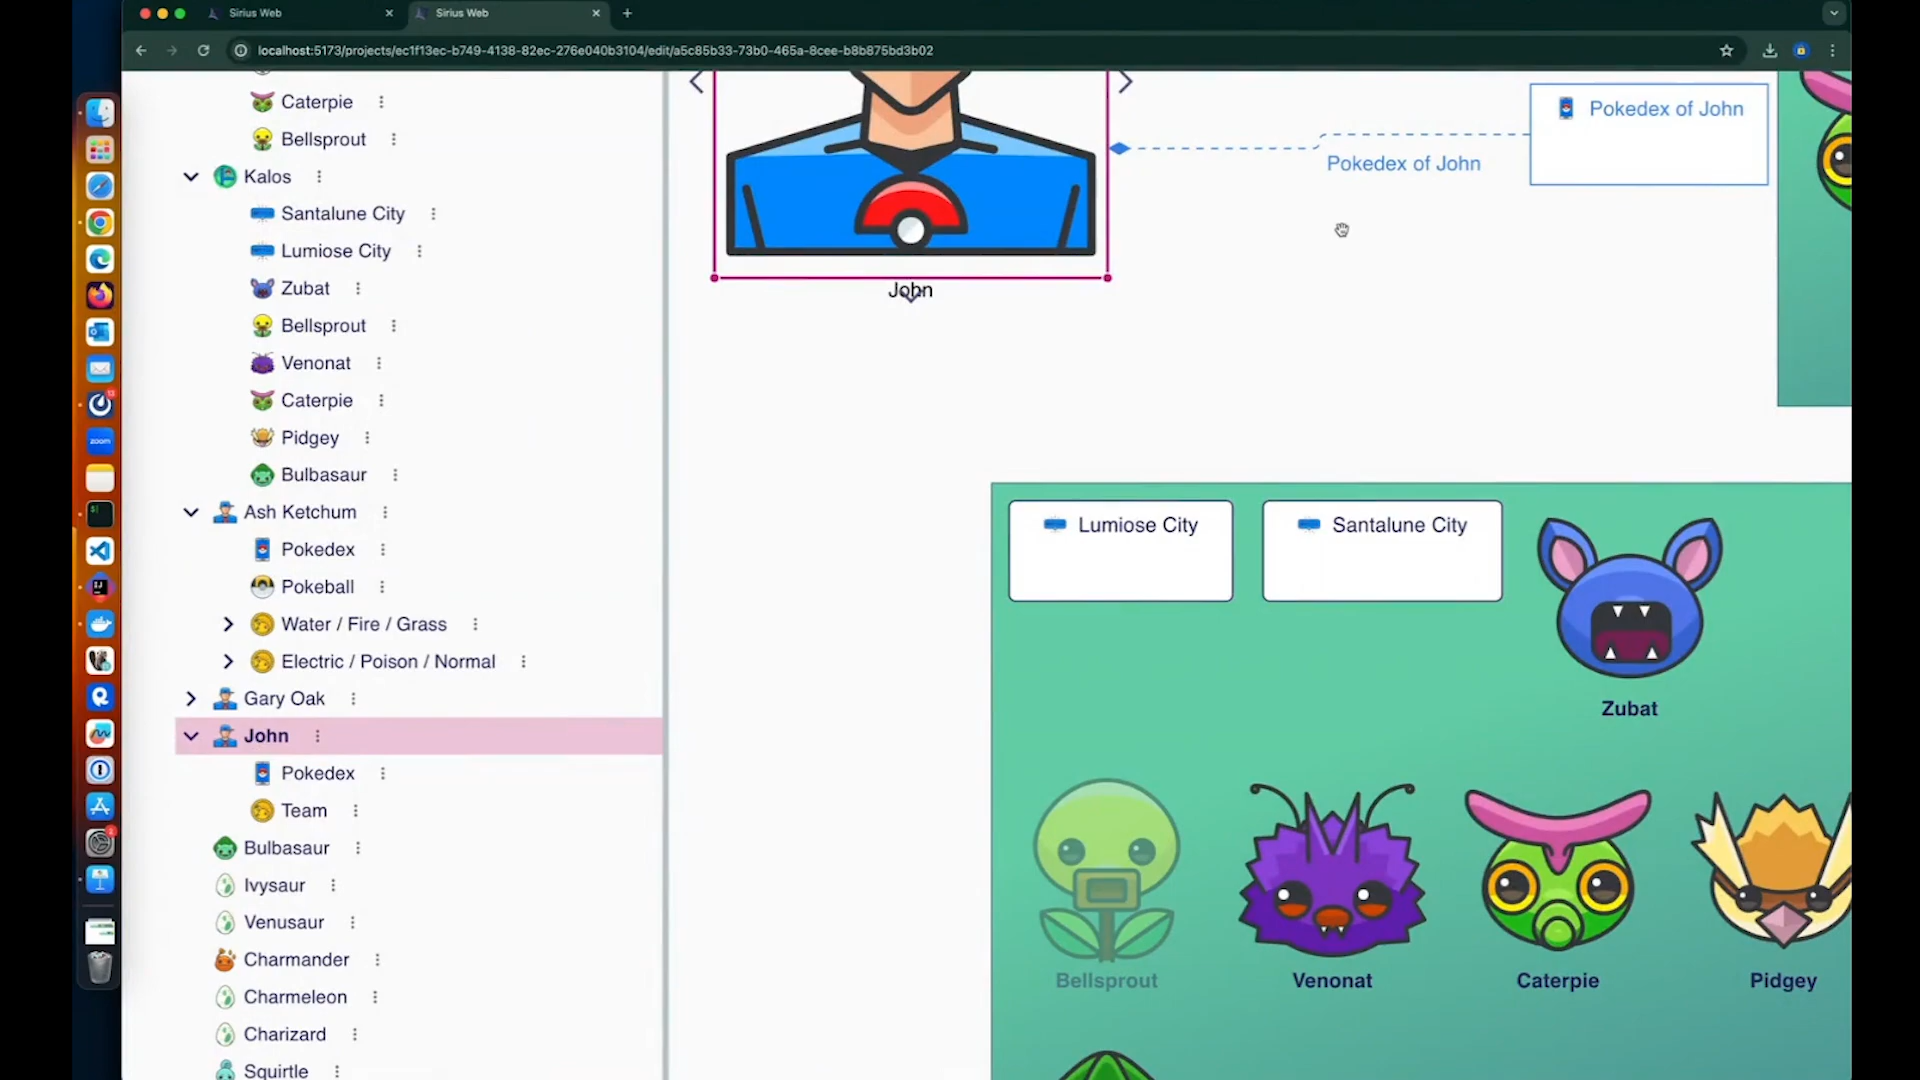 Sirius Web
Sirius Web
localhost:5173/projects/ec1f13ec-b749-4138-82ec-276e040b3104/edit/a5c85b33-73b0-465a-8cee-b8b875bd3b02
Caterpie
Bellsprout
Kalos
Santalune City
Lumiose City
Zubat
Bellsprout
Venonat
Caterpie
Pidgey
Bulbasaur
Ash Ketchum
Pokedex
Pokeball
Water / Fire / Grass
Electric / Poison / Normal
Gary Oak
John
Pokedex
Team
Bulbasaur
Ivysaur
Venusaur
Charmander
Charmeleon
Charizard
Squirtle
Pokedex of John
Pokedex of John
John
Lumiose City
Santalune City
Zubat
Bellsprout
Venonat
Caterpie
Pidgey
zoom